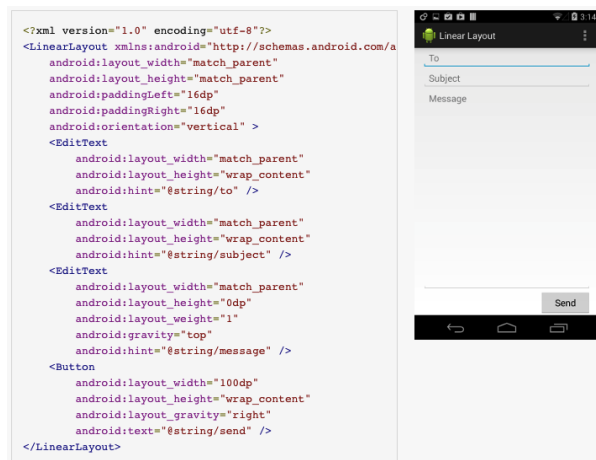 <?xml version="1.0" encoding="utf-8"?>
<LinearLayout xmlns:android="http://schemas.android.com/a
    android:layout_width="match_parent"
    android:layout_height="match_parent"
    android:paddingLeft="16dp"
    android:paddingRight="16dp"
    android:orientation="vertical" >
    <EditText
        android:layout_width="match_parent"
        android:layout_height="wrap_content"
        android:hint="@string/to" />
    <EditText
        android:layout_width="match_parent"
        android:layout_height="wrap_content"
        android:hint="@string/subject" />
    <EditText
        android:layout_width="match_parent"
        android:layout_height="0dp"
        android:layout_weight="1"
        android:gravity="top"
        android:hint="@string/message" />
    <Button
        android:layout_width="100dp"
        android:layout_height="wrap_content"
        android:layout_gravity="right"
        android:text="@string/send" />
</LinearLayout>
3:14
Linear Layout
To
Subject
Message
Send